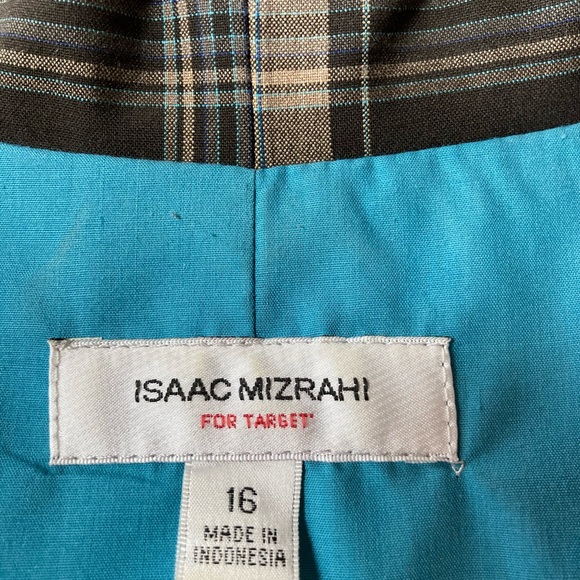 ISAAC MIZRAHI
FOR TARGET
16
MADE IN
INDONESIA